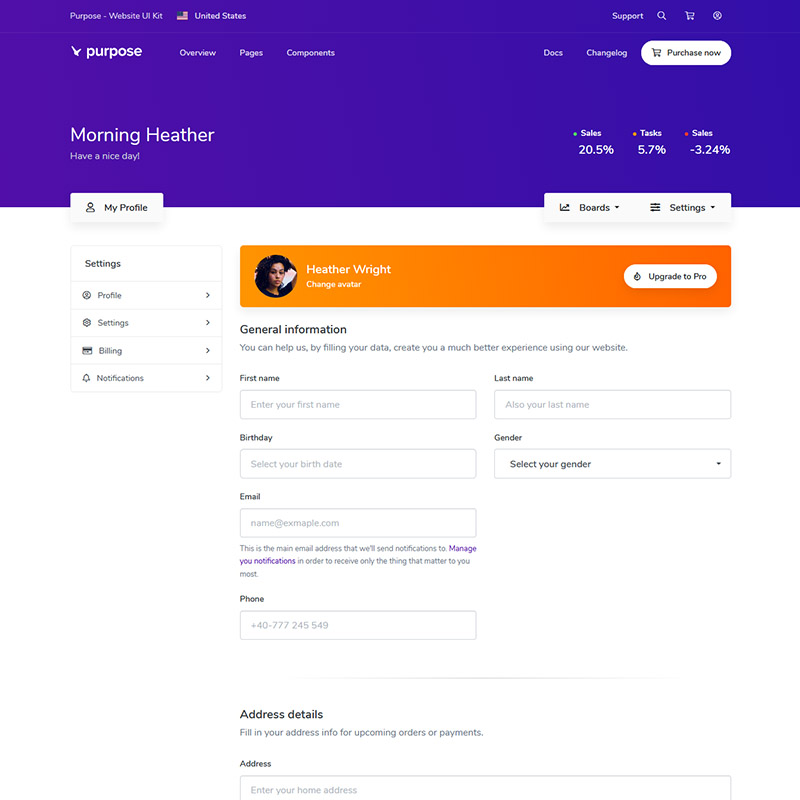 Purpose - Website UI Kit United States Support
purpose Overview Pages Components Docs Changelog Purchase now
Morning Heather
Have a nice day!
Sales Tasks Sales
20.5% 5.7% -3.24%
My Profile Boards Settings
Settings
Profile
Settings
Billing
Notifications
Heather Wright
Change avatar
Upgrade to Pro
General information
You can help us, by filling your data, create you a much better experience using our website.
First name Last name
Enter your first name Also your last name
Birthday Gender
Select your birth date Select your gender
Email
name@exmaple.com
This is the main email address that we'll send notifications to. Manage
you notifications in order to receive only the thing that matter to you
most.
Phone
+40-777 245 549
Address details
Fill in your address info for upcoming orders or payments.
Address
Enter your home address